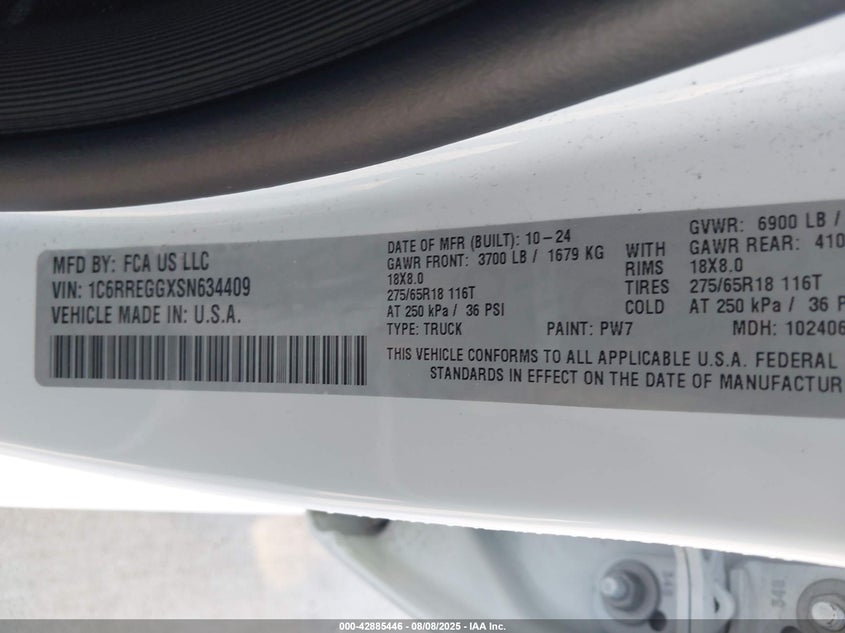 MFD BY: FCA US LLC
VIN: 1C6RREGGXSN634409
VEHICLE MADE IN: U.S.A.
DATE OF MFR (BUILT): 10-24
GAWR FRONT: 3700 LB / 1679 KG
18X8.0
275/65R18 116T
AT 250 kPa / 36 PSI
TYPE: TRUCK
PAINT: PW7
WITH
RIMS
TIRES
COLD
GVWR: 6900 LB /
GAWR REAR: 410
18X8.0
275/65R18 116T
AT 250 kPa / 36 P
MDH: 102406
THIS VEHICLE CONFORMS TO ALL APPLICABLE U.S.A. FEDERAL
STANDARDS IN EFFECT ON THE DATE OF MANUFACTUR
348
000-42885446 - 08/08/2025 - IAA Inc.